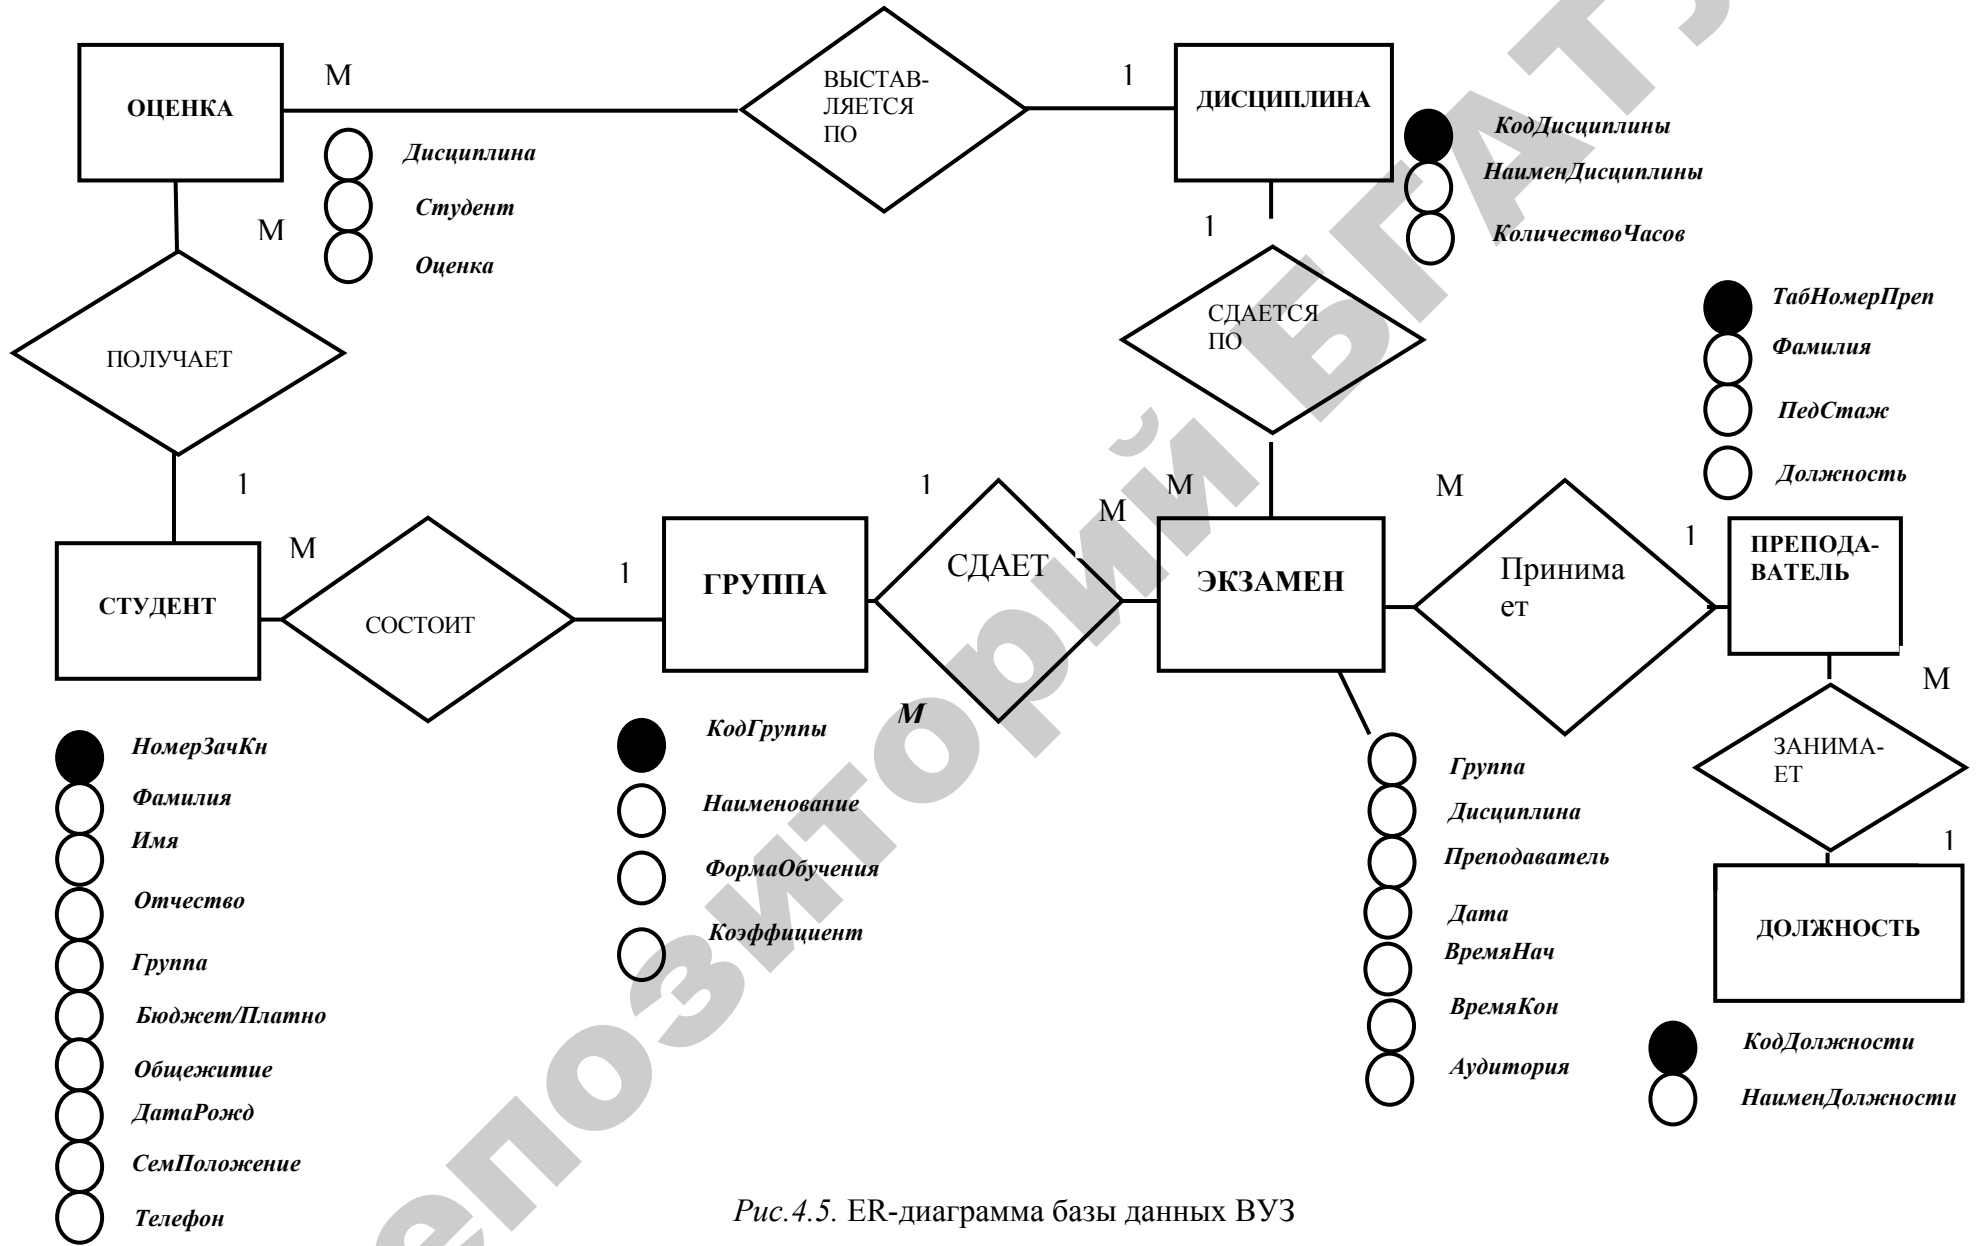 ОЦЕНКА
М
ВЫСТАВ-
ЛЯЕТСЯ
ПО
1
ДИСЦИПЛИНА
Дисциплина
Студент
Оценка
КодДисциплины
НаименДисциплины
КоличествоЧасов
М
ПОЛУЧАЕТ
1
1
СДАЕТСЯ
ПО
М
ТабНомерПреп
Фамилия
ПедСтаж
Должность
СТУДЕНТ
М
СОСТОИТ
1
ГРУППА
1
СДАЕТ
М
ЭКЗАМЕН
М
Принима
ет
1
ПРЕПОДА-
ВАТЕЛЬ
М
ЗАНИМА-
ЕТ
1
ДОЛЖНОСТЬ
КодДолжности
НаименДолжности
НомерЗачКн
Фамилия
Имя
Отчество
Группа
Бюджет/Платно
Общежитие
ДатаРожд
СемПоложение
Телефон
М
КодГруппы
Наименование
ФормаОбучения
Коэффициент
Группа
Дисциплина
Преподаватель
Дата
ВремяНач
ВремяКон
Аудитория
Рис.4.5. ER-диаграмма базы данных ВУЗ
епозиторий БГАТУ